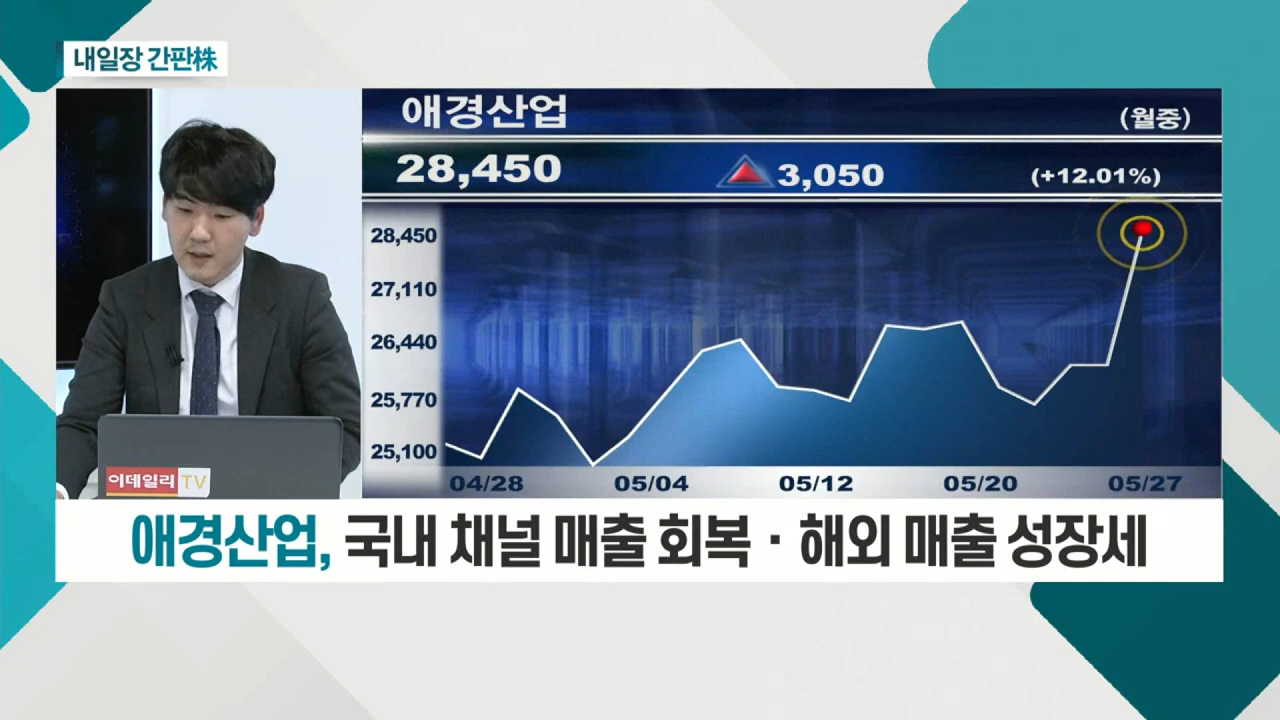 내일장 간판株
애경산업
(월중)
28,450
3,050
(+12.01%)
28,450
27,110
26,440
25,770
25,100
04/28
05/04
05/12
05/20
05/27
이데일리 TV
애경산업, 국내 채널 매출 회복 · 해외 매출 성장세